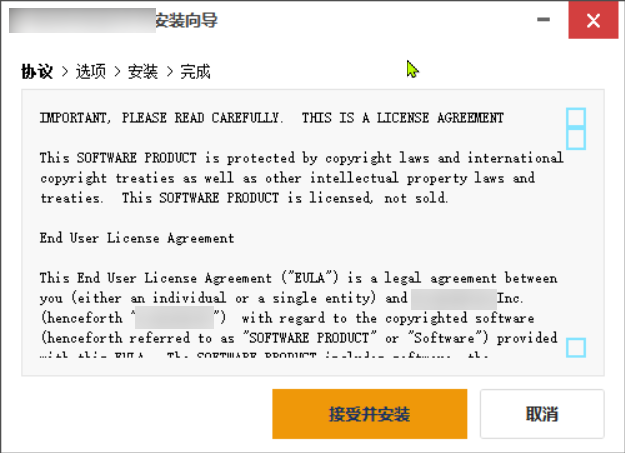 安装向导
协议 > 选项 > 安装 > 完成
IMPORTANT, PLEASE READ CAREFULLY. THIS IS A LICENSE AGREEMENT
This SOFTWARE PRODUCT is protected by copyright laws and international
copyright treaties as well as other intellectual property laws and
treaties. This SOFTWARE PRODUCT is licensed, not sold.
End User License Agreement
This End User License Agreement ("EULA") is a legal agreement between
you (either an individual or a single entity) and Inc.
(henceforth "") with regard to the copyrighted software
(henceforth referred to as "SOFTWARE PRODUCT" or "Software") provided
with this EULA. The SOFTWARE PRODUCT includes software, the
接受并安装
取消